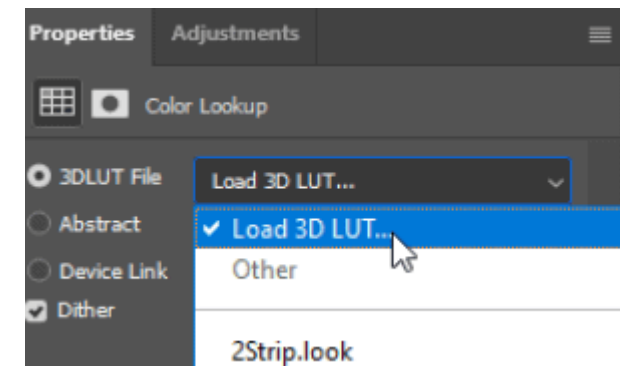 Properties Adjustments
Color Lookup
3DLUT File Load 3D LUT...
Abstract Load 3D LUT...
Device Link Other
Dither
2Strip.look